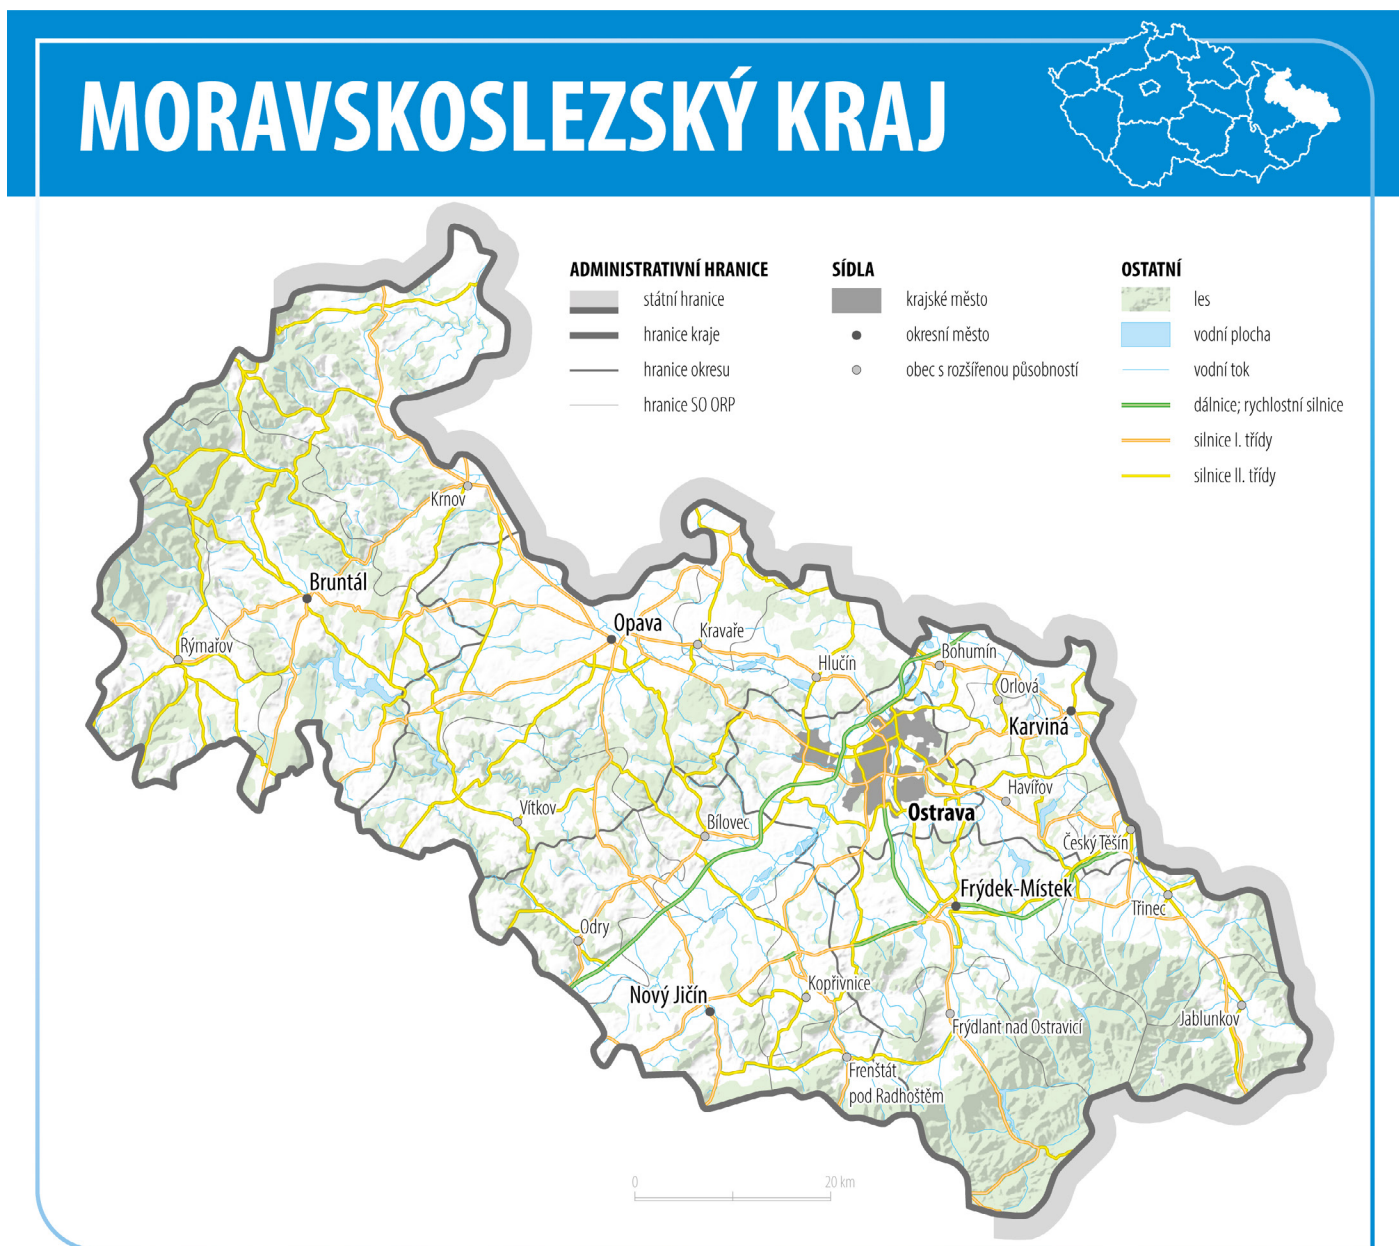 MORAVSKOSLEZSKÝ KRAJ
ADMINISTRATIVNÍ HRANICE
státní hranice
hranice kraje
hranice okresu
hranice SO ORP
SÍDLA
krajské město
okresní město
obec s rozšířenou působností
OSTATNÍ
les
vodní plocha
vodní tok
dálnice; rychlostní silnice
silnice I. třídy
silnice II. třídy
Krnov
Bruntál
Rýmařov
Opava
Kravaře
Hlučín
Bohumín
Orlová
Karviná
Havířov
Ostrava
Vítkov
Bílovec
Český Těšín
Frýdek-Místek
Třinec
Odry
Nový Jičín
Kopřivnice
Frýdlant nad Ostravicí
Jablunkov
Frenštát
pod Radhoštěm
0
20 km